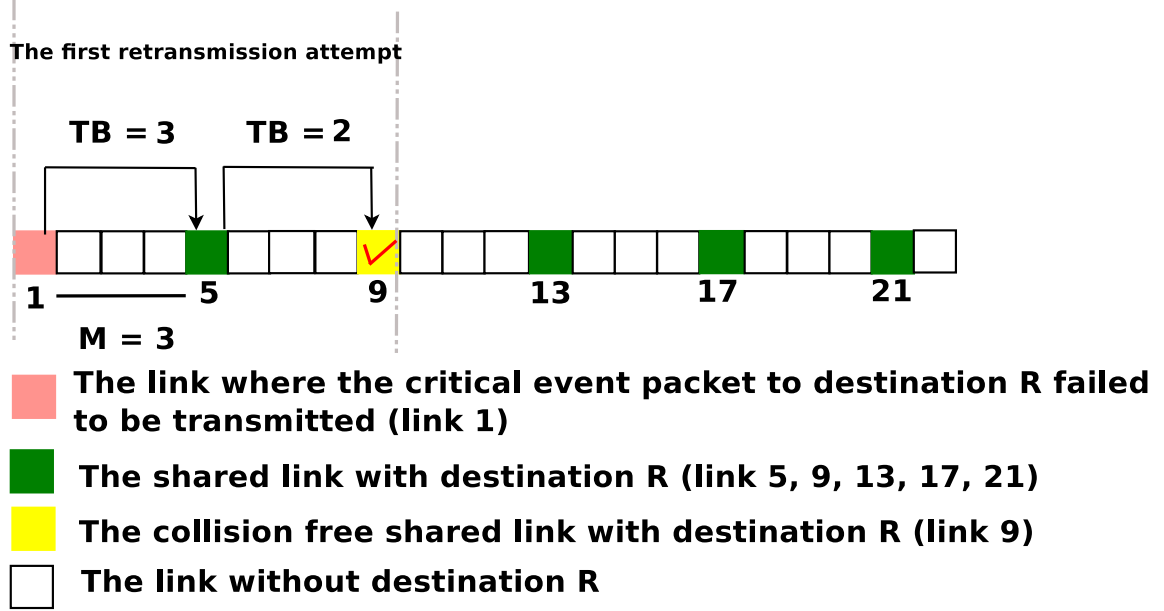 The first retransmission attempt
TB = 3 TB = 2
1 5 9 13 17 21
M = 3
The link where the critical event packet to destination R failed
to be transmitted (link 1)
The shared link with destination R (link 5, 9, 13, 17, 21)
The collision free shared link with destination R (link 9)
The link without destination R